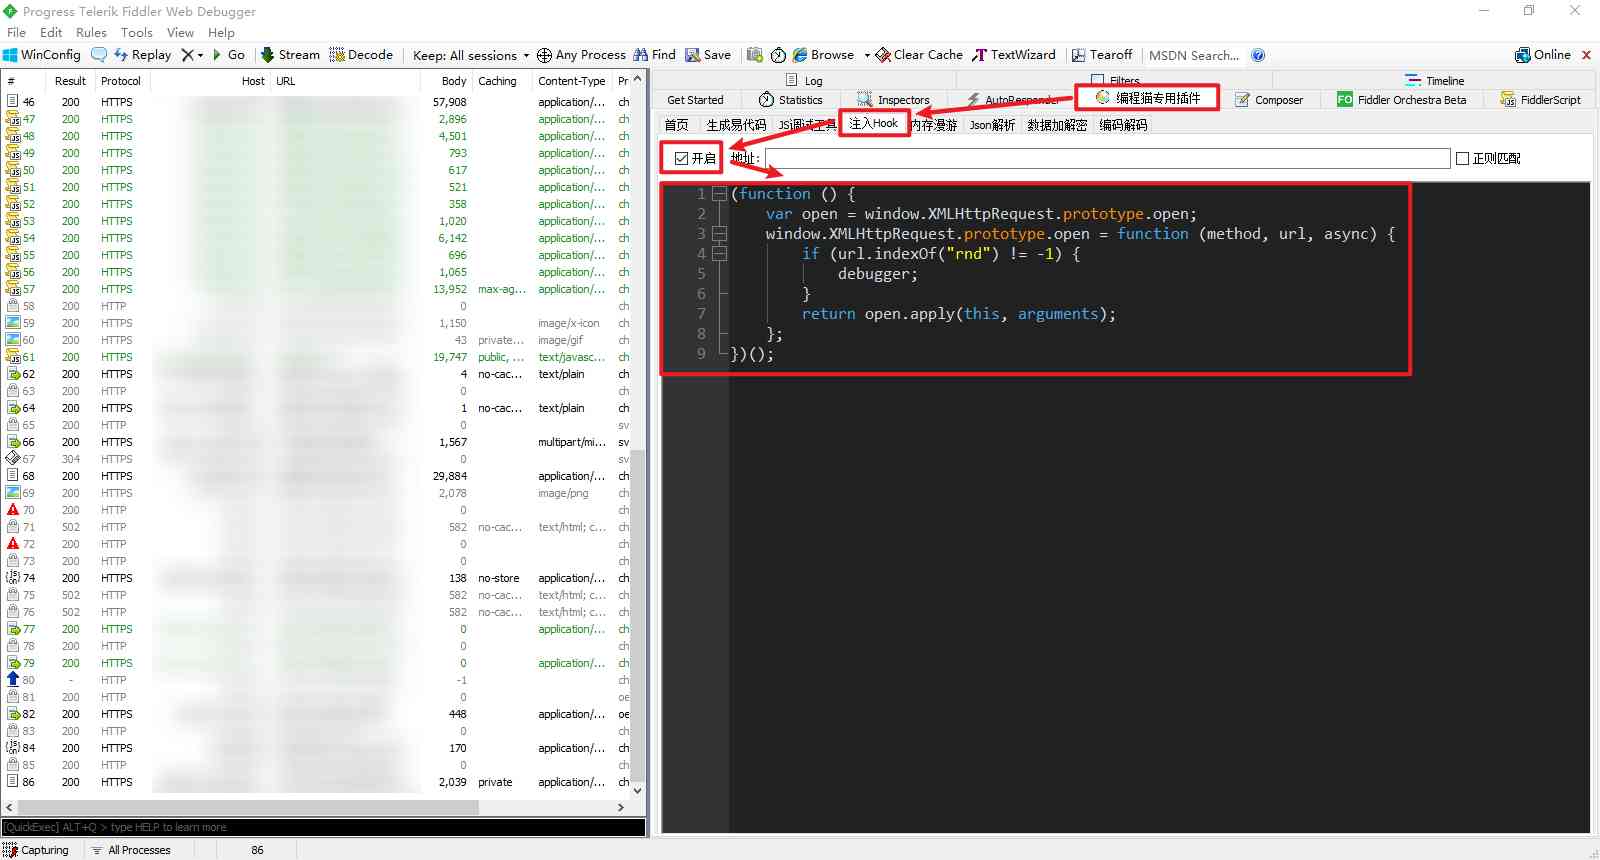 Progress Telerik Fiddler Web Debugger
File Edit Rules Tools View Help
WinConfig Replay Go Stream Decode Keep: All sessions Any Process Find Save Browse Clear Cache TextWizard Tearoff MSDN Search... Online
# Result Protocol Host URL Body Caching Content-Type Pr
46 200 HTTPS 57,908 application/... ch
47 200 HTTPS 2,896 application/... ch
48 200 HTTPS 4,501 application/... ch
49 200 HTTPS 793 application/... ch
50 200 HTTPS 617 application/... ch
51 200 HTTPS 521 application/... ch
52 200 HTTPS 358 application/... ch
53 200 HTTPS 1,020 application/... ch
54 200 HTTPS 6,142 application/... ch
55 200 HTTPS 696 application/... ch
56 200 HTTPS 1,065 application/... ch
57 200 HTTPS 13,952 max-ag... application/... ch
58 200 HTTP 0 ch
59 200 HTTPS 1,150 image/x-icon ch
60 200 HTTPS 43 private... image/gif ch
61 200 HTTPS 19,747 public, ... text/javasc... ch
62 200 HTTPS 4 no-cac... text/plain ch
63 200 HTTP 0 ch
64 200 HTTPS 1 no-cac... text/plain ch
65 200 HTTP 0 sv
66 200 HTTPS 1,567 multipart/mi... sv
67 304 HTTPS 0 sv
68 200 HTTPS 29,884 application/... ch
69 200 HTTPS 2,078 image/png ch
70 200 HTTP 0 ch
71 502 HTTP 582 no-cac... text/html; c... ch
72 200 HTTP 0 ch
73 200 HTTP 0 ch
74 200 HTTPS 138 no-store application/... ch
75 502 HTTP 582 no-cac... text/html; c... ch
76 502 HTTP 582 no-cac... text/html; c... ch
77 200 HTTPS 0 application/... ch
78 200 HTTP 0 ch
79 200 HTTPS 0 application/... ch
80 - HTTP -1 ch
81 200 HTTP 0 oe
82 200 HTTPS 448 application/... oe
83 200 HTTP 0 ch
84 200 HTTPS 170 application/... ch
85 200 HTTP 0 ch
86 200 HTTPS 2,039 private application/... ch
[QuickExec] ALT+Q > type HELP to learn more
Capturing All Processes 86
Log Filters Timeline
Get Started Statistics Inspectors AutoResponder 编程猫专用插件 Composer FO Fiddler Orchestra Beta FiddlerScript
首页 生成易代码 JS调试工具 注入Hook 内存漫游 Json解析 数据加解密 编码解码
开启 地址: 正则匹配
1 (function () {
2 var open = window.XMLHttpRequest.prototype.open;
3 window.XMLHttpRequest.prototype.open = function (method, url, async) {
4 if (url.indexOf("rnd") != -1) {
5 debugger;
6 }
7 return open.apply(this, arguments);
8 };
9 })();